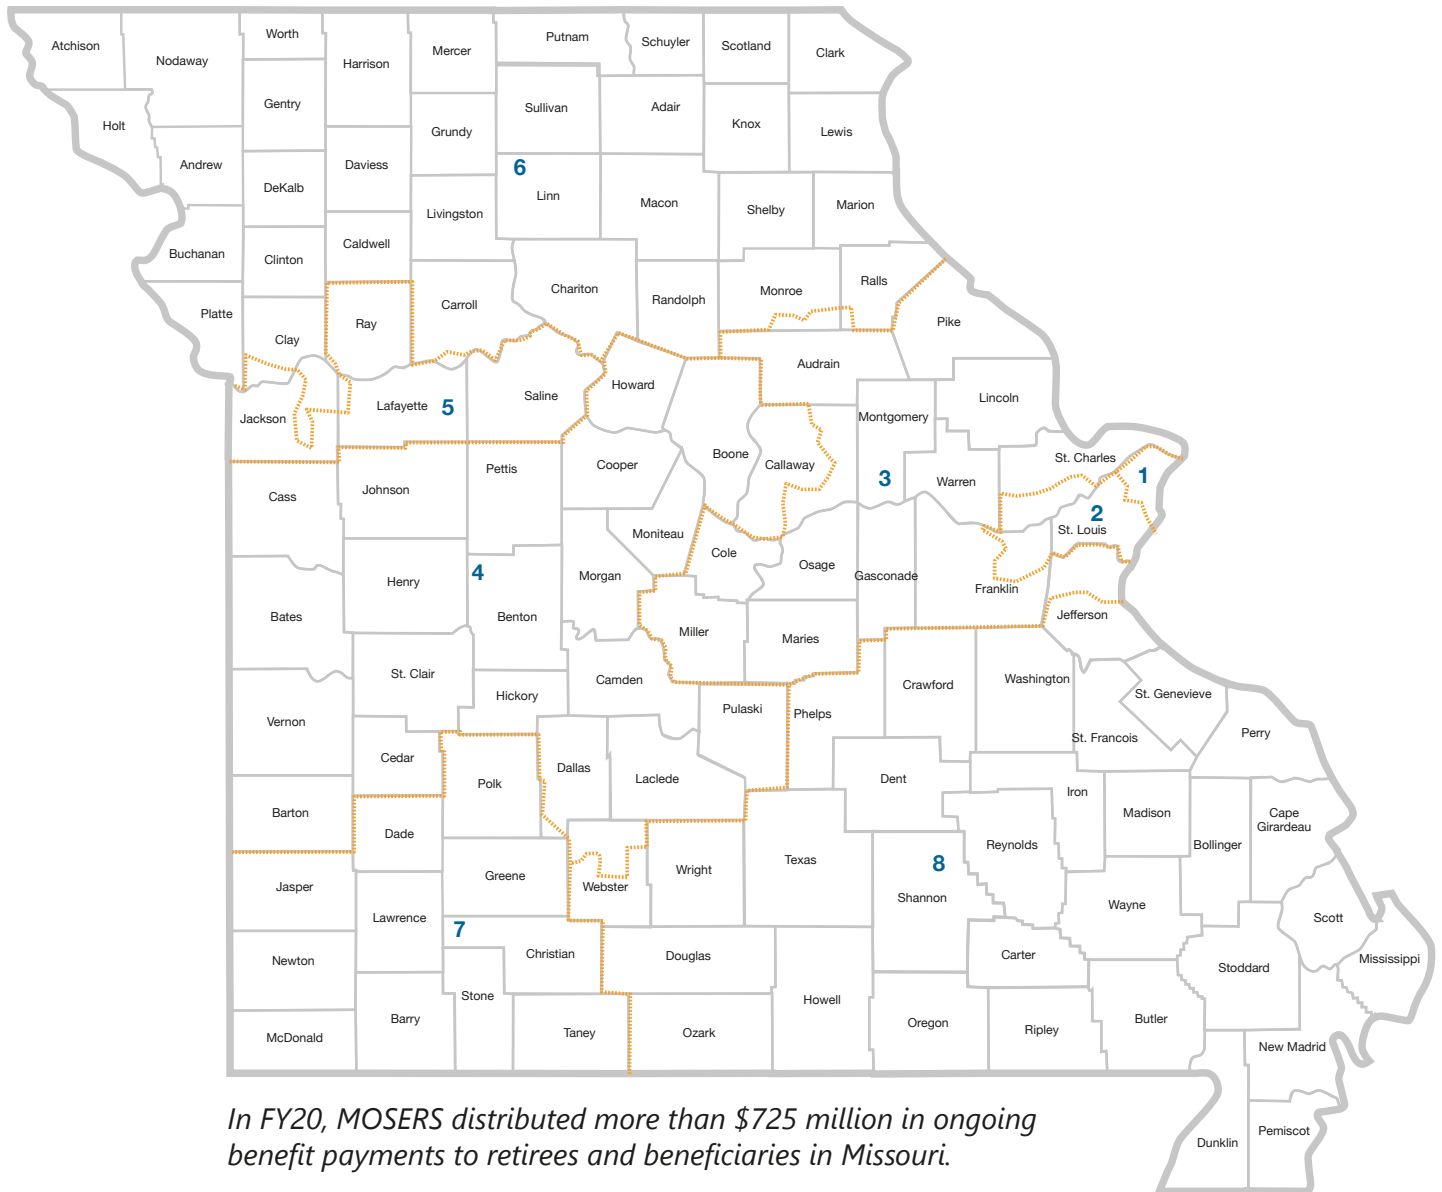 Atchison
Nodaway
Worth
Harrison
Mercer
Putnam
Schuyler
Scotland
Clark
Holt
Gentry
Sullivan
Adair
Knox
Lewis
Grundy
Andrew
Daviess
DeKalb
6
Linn
Macon
Shelby
Marion
Livingston
Buchanan
Clinton
Caldwell
Chariton
Randolph
Monroe
Ralls
Platte
Clay
Ray
Carroll
Pike
Audrain
Howard
Lincoln
Jackson
Lafayette
5
Saline
Montgomery
Boone
Callaway
St. Charles
Cass
Johnson
Pettis
Cooper
3
Warren
1
2
St. Louis
Moniteau
Cole
Osage
Gasconade
Franklin
Jefferson
Henry
4
Morgan
Bates
Benton
Miller
Maries
St. Clair
Hickory
Camden
Crawford
Washington
St. Genevieve
Vernon
Pulaski
Phelps
St. Francois
Perry
Cedar
Polk
Dallas
Laclede
Dent
Iron
Madison
Cape
Girardeau
Barton
Dade
Reynolds
Bollinger
Jasper
Greene
Webster
Wright
Texas
8
Shannon
Wayne
Scott
Lawrence
7
Christian
Douglas
Carter
Stoddard
Mississippi
Newton
Stone
Howell
McDonald
Barry
Taney
Ozark
Oregon
Ripley
Butler
New Madrid
Dunklin
Pemiscot
In FY20, MOSERS distributed more than $725 million in ongoing
benefit payments to retirees and beneficiaries in Missouri.